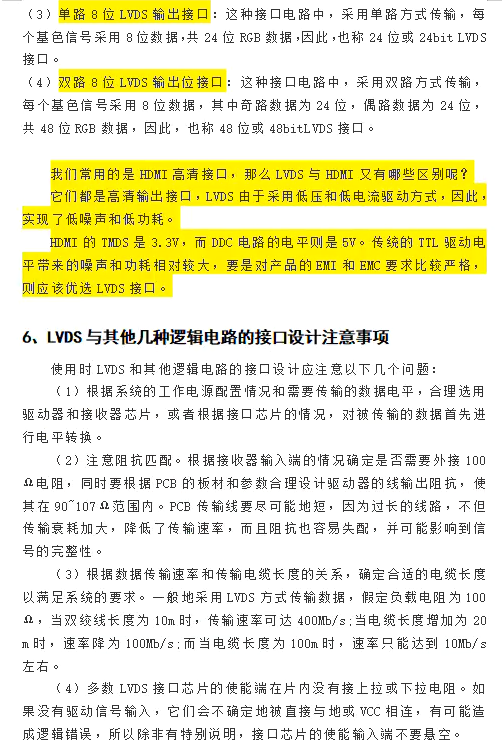 （3）单路 8 位 LVDS 输出接口：这种接口电路中，采用单路方式传输，每
个基色信号采用 8 位数据,共 24 位 RGB 数据,因此,也称 24 位或 24bit LVDS
接口。
（4）双路 8 位 LVDS 输出位接口：这种接口电路中，采用双路方式传输，
每个基色信号采用 8 位数据，其中奇路数据为 24 位，偶路数据为 24 位，
共 48 位 RGB 数据，因此，也称 48 位或 48bitLVDS 接口。
我们常用的是 HDMI 高清接口，那么 LVDS 与 HDMI 又有哪些区别呢？
它们都是高清输出接口,LVDS 由于采用低压和低电流驱动方式,因此，
实现了低噪声和低功耗。
HDMI 的 TMDS 是 3.3V，而 DDC 电路的电平则是 5V。传统的 TTL 驱动电
平带来的噪声和功耗相对较大，要是对产品的 EMI 和 EMC 要求比较严格，
则应该优选 LVDS 接口。
6、LVDS 与其他几种逻辑电路的接口设计注意事项
使用时 LVDS 和其他逻辑电路的接口设计应注意以下几个问题：
（1）根据系统的工作电源配置情况和需要传输的数据电平，合理选用
驱动器和接收器芯片，或者根据接口芯片的情况，对被传输的数据首先进
行电平转换。
（2）注意阻抗匹配。根据接收器输入端的情况确定是否需要外接 100
Ω电阻，同时要根据 PCB 的板材和参数合理设计驱动器的线输出阻抗，使
其在 90~107 Ω范围内。PCB 传输线要尽可能地短，因为过长的线路，不但
传输衰耗加大，降低了传输速率，而且阻抗也容易失配，并可能影响到信
号的完整性。
（3）根据数据传输速率和传输电缆长度的关系，确定合适的电缆长度
以满足系统的要求。一般地采用 LVDS 方式传输数据，假定负载电阻为 100
Ω，当双绞线长度为 10m 时，传输速率可达 400Mb/s;当电缆长度增加为 20
m 时，速率降为 100Mb/s;而当电缆长度为 100m 时，速率只能达到 10Mb/s
左右。
（4）多数 LVDS 接口芯片的使能端在片内没有接上拉或下拉电阻。如
果没有驱动信号输入，它们会不确定地被直接与地或 VCC 相连，有可能造
成逻辑错误，所以除非有特别说明，接口芯片的使能输入端不要悬空。